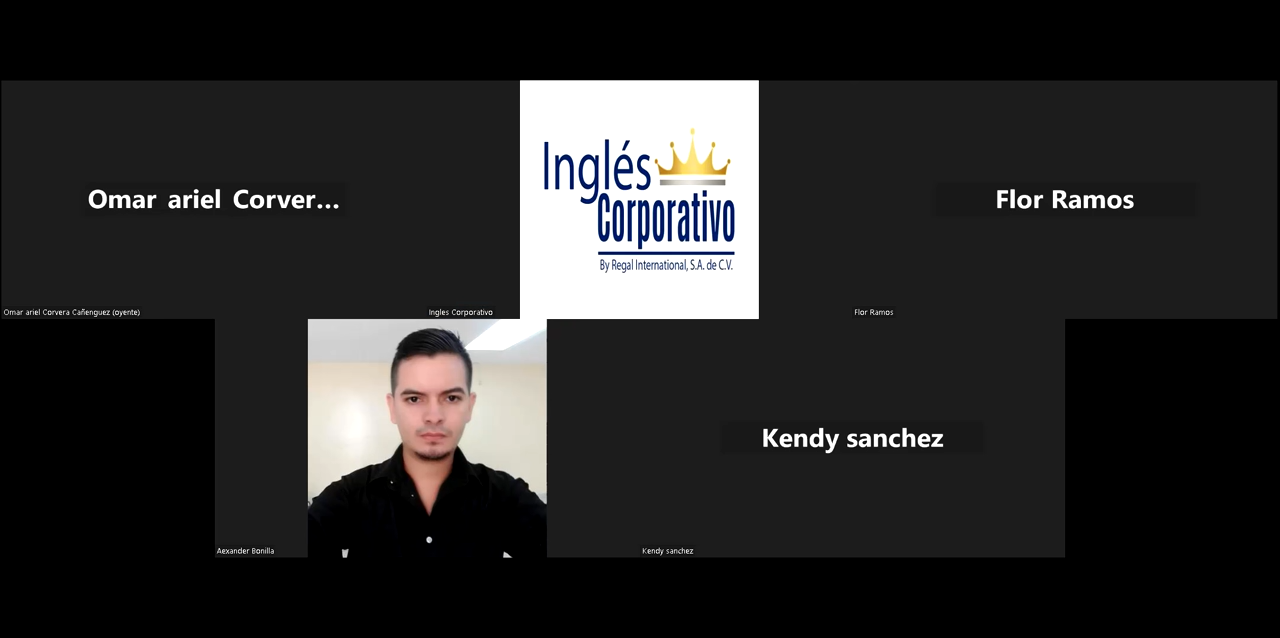 Omar ariel Corver...
Omar ariel Corvera Cañenguez (oyente)
Inglés
Corporativo
By Regal International, S.A. de C.V.
Ingles Corporativo
Flor Ramos
Flor Ramos
Aexander Bonilla
Kendy sanchez
Kendy sanchez